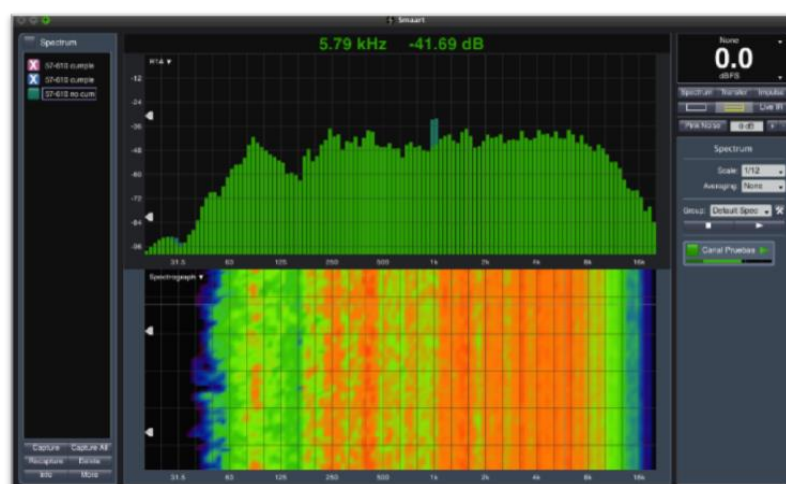 Smaart
Spectrum
57-618 cumple
57-618 cumple
57-618 no cum
Capture Capture All
Recapture Delete
Info More
5.79 kHz -41.69 dB
RTA
-12
-24
-36
-48
-60
-72
-84
-96
31.5 63 125 250 500 1k 2k 4k 8k 16k
Spectrograph
31.5 63 125 250 500 1k 2k 4k 8k 16k
None
0.0
dBFS
Spectrum Transfer Impulse
Live IR
Pink Noise 0 dB + -
Spectrum
Scale: 1/12
Averaging: None
Group: Default Spec
Canal Pruebas